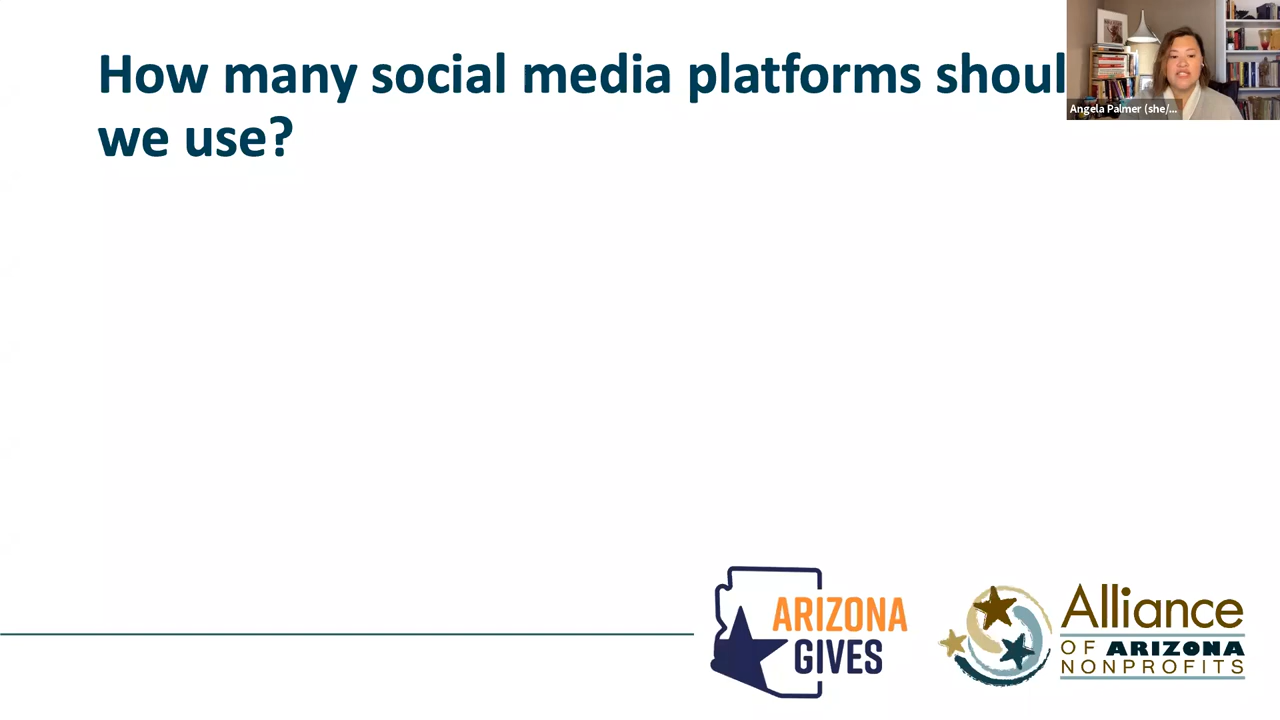 How many social media platforms shoul
we use?
Angela Palmer (she/...
ARIZONA
GIVES
Alliance
OF ARIZONA
NONPROFITS